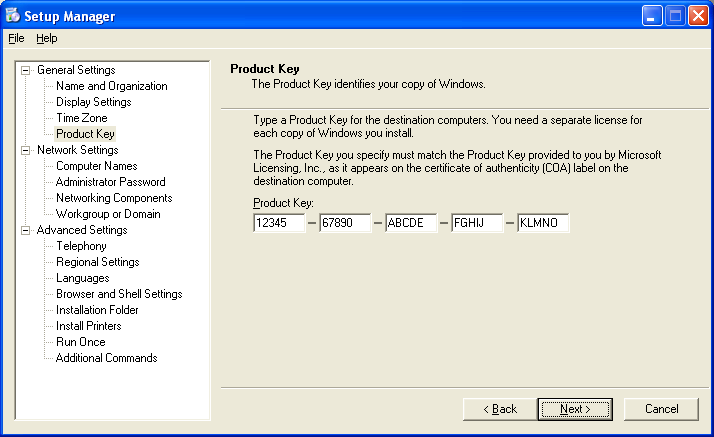 Setup Manager
File Help
General Settings
Name and Organization
Display Settings
Time Zone
Product Key
Network Settings
Computer Names
Administrator Password
Networking Components
Workgroup or Domain
Advanced Settings
Telephony
Regional Settings
Languages
Browser and Shell Settings
Installation Folder
Install Printers
Run Once
Additional Commands
Product Key
The Product Key identifies your copy of Windows.
Type a Product Key for the destination computers. You need a separate license for
each copy of Windows you install.
The Product Key you specify must match the Product Key provided to you by Microsoft
Licensing, Inc., as it appears on the certificate of authenticity (COA) label on the
destination computer.
Product Key:
12345 – 67890 – ABCDE – FGHIJ – KLMNO
< Back Next > Cancel